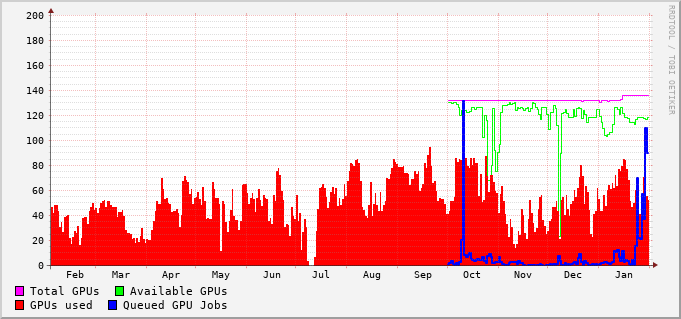 200
180
160
140
120
100
80
60
40
20
0
Feb Mar Apr May Jun Jul Aug Sep Oct Nov Dec Jan
Total GPUs Available GPUs
GPUs used Queued GPU Jobs
RRDTOOL / TOBI OETIKER